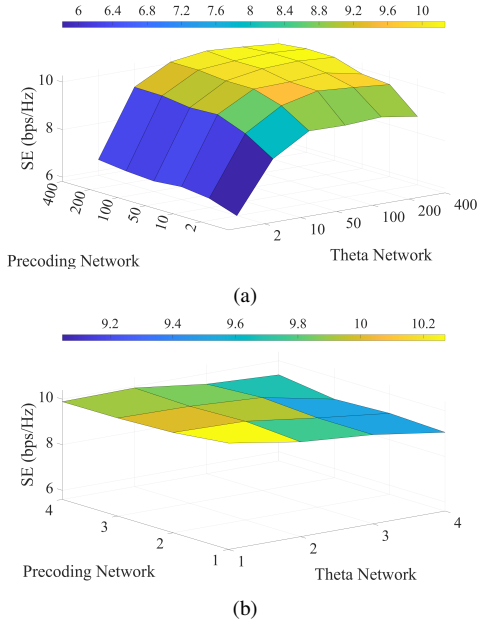 6 6.4 6.8 7.2 7.6 8 8.4 8.8 9.2 9.6 10
10
8
6
SE (bps/Hz)
400
200
100
50
10
2
2
10
50
100
200
400
Precoding Network
Theta Network
(a)
9.2 9.4 9.6 9.8 10 10.2
10
8
6
SE (bps/Hz)
4
3
2
1
1
2
3
4
Precoding Network
Theta Network
(b)